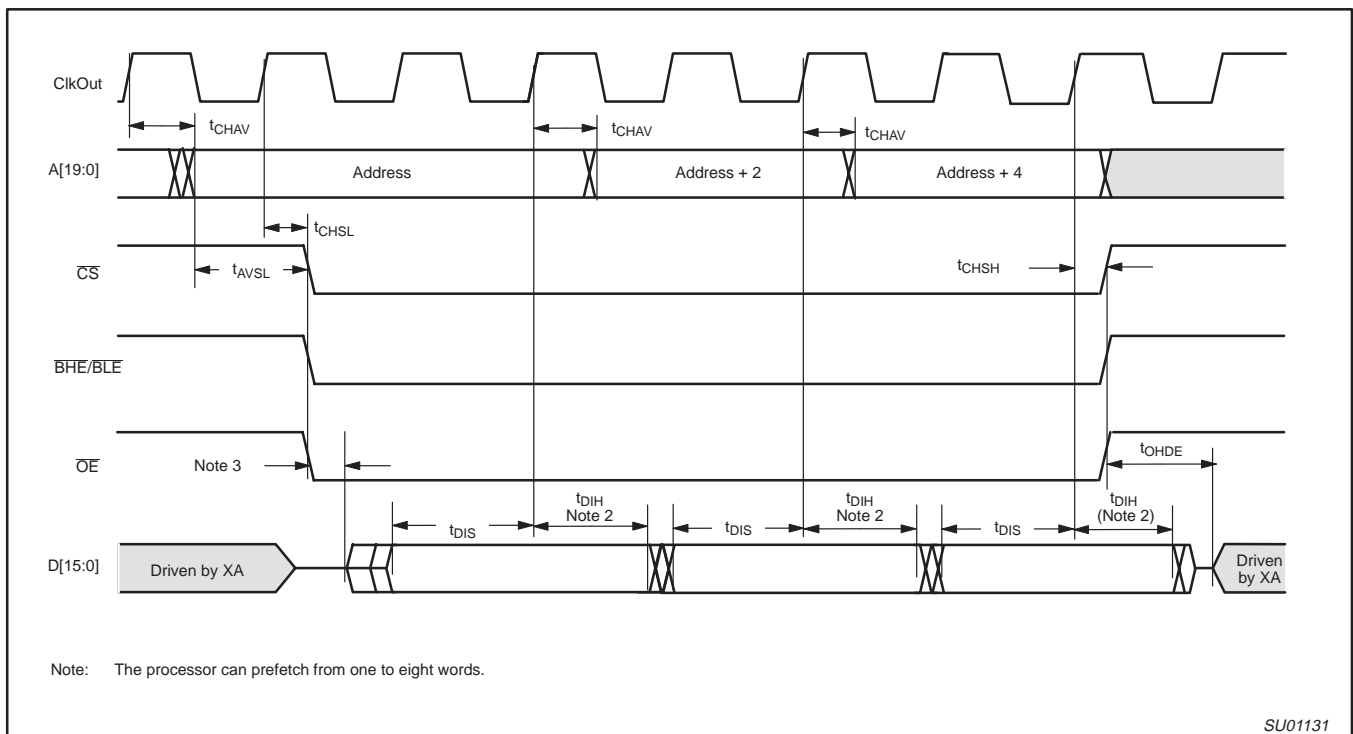 ClkOut
tCHAV
tCHAV
tCHAV
A[19:0]
Address
Address + 2
Address + 4
tCHSL
CS
tAVSL
tCHSH
BHE/BLE
OE
Note 3
tOHDE
tDIH
Note 2
tDIH
Note 2
tDIH
(Note 2)
tDIS
tDIS
tDIS
D[15:0]
Driven by XA
Driven
by XA
Note: The processor can prefetch from one to eight words.
SU01131